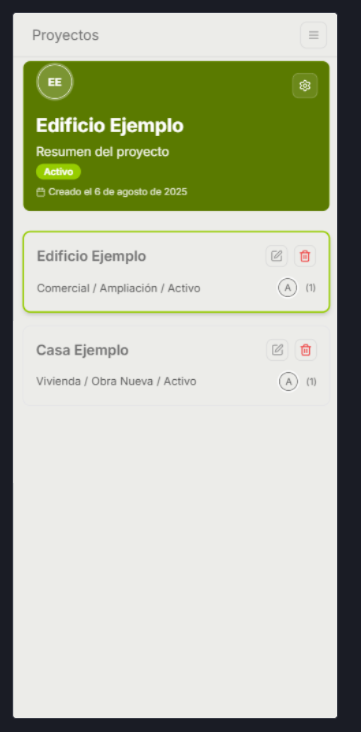 Proyectos
EE
Edificio Ejemplo
Resumen del proyecto
Activo
Creado el 6 de agosto de 2025
Edificio Ejemplo
Comercial / Ampliación / Activo
A (1)
Casa Ejemplo
Vivienda / Obra Nueva / Activo
A (1)